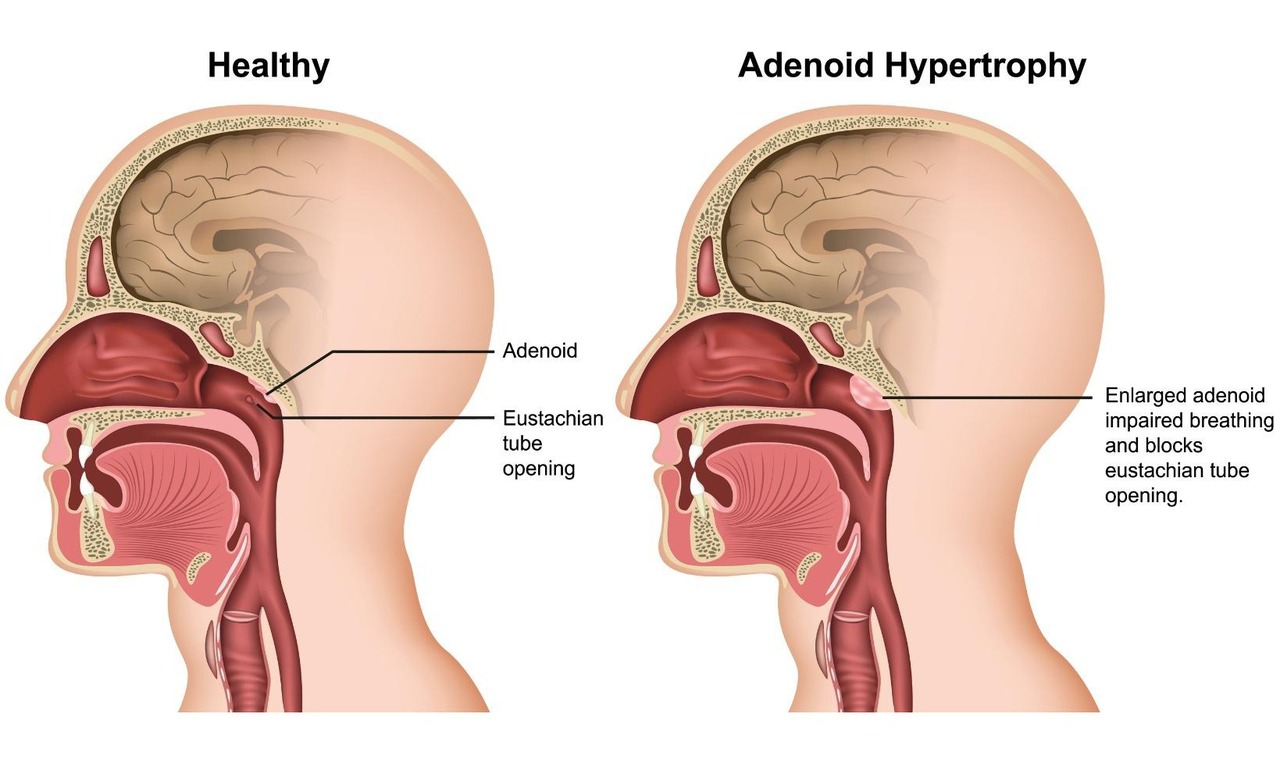 Healthy
Adenoid Hypertrophy
Adenoid
Eustachian
tube
opening
Enlarged adenoid
impaired breathing
and blocks
eustachian tube
opening.